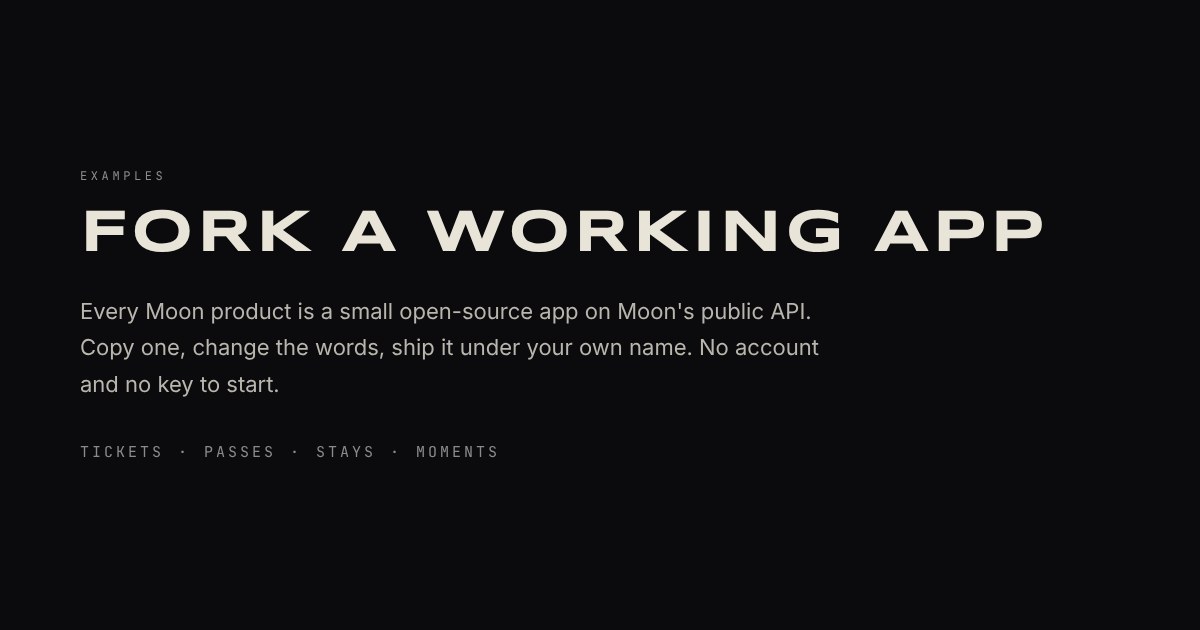 EXAMPLES
FORK A WORKING APP
Every Moon product is a small open-source app on Moon's public API.
Copy one, change the words, ship it under your own name. No account
and no key to start.
TICKETS · PASSES · STAYS · MOMENTS